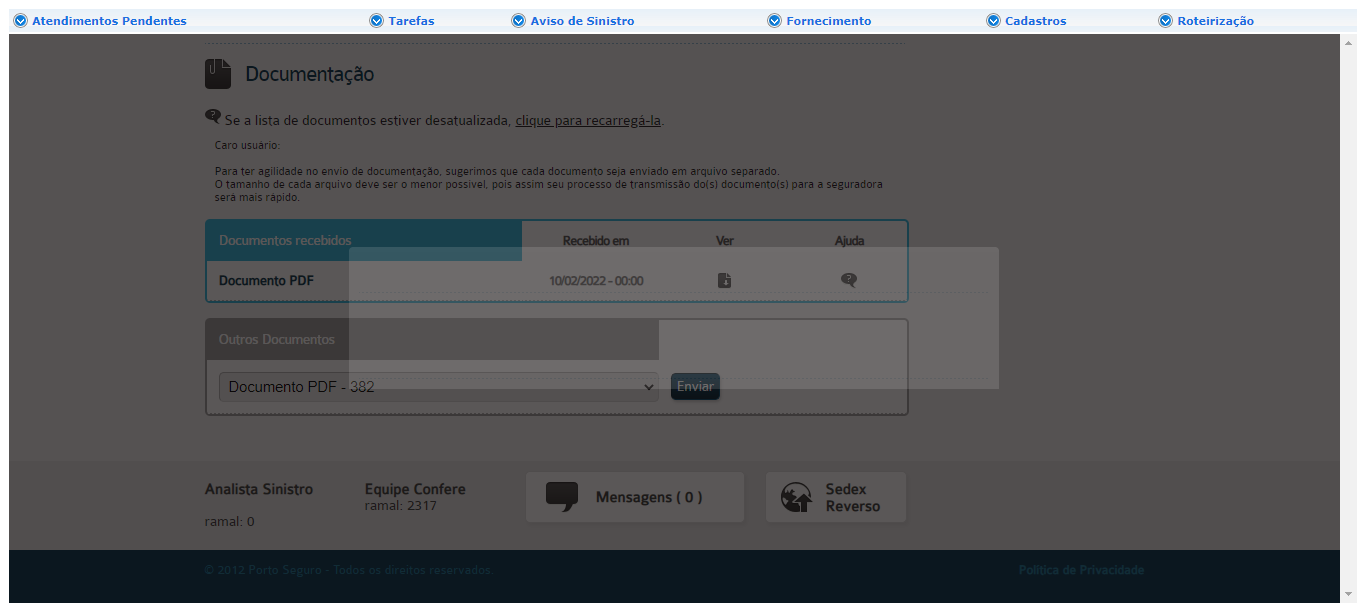 Atendimentos Pendentes Tarefas Aviso de Sinistro Fornecimento Cadastros Roteirização
Documentação
Se a lista de documentos estiver desatualizada, clique para recarregá-la.
Caro usuário:
Para ter agilidade no envio de documentação, sugerimos que cada documento seja enviado em arquivo separado.
O tamanho de cada arquivo deve ser o menor possivel, pois assim seu processo de transmissão do(s) documento(s) para a seguradora
será mais rápido.
Documentos recebidos Recebido em Ver Ajuda
Documento PDF 10/02/2022 - 00:00
Outros Documentos
Documento PDF - 382 Enviar
Analista Sinistro
ramal: 0
Equipe Confere
ramal: 2317
Mensagens ( 0 )
Sedex
Reverso
© 2012 Porto Seguro - Todos os direitos reservados.
Política de Privacidade